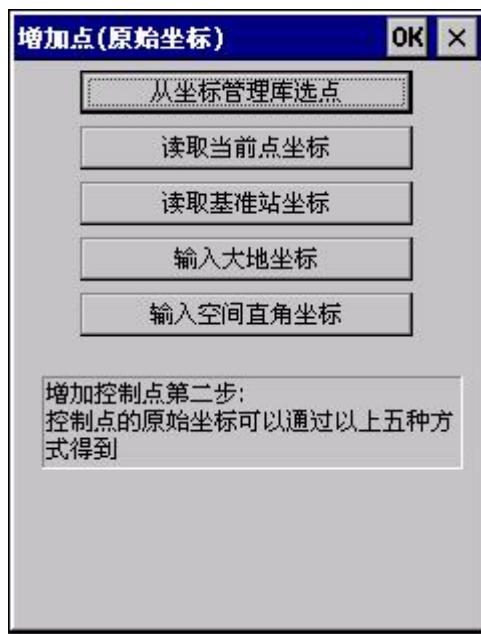 增加点(原始坐标) OK ×
从坐标管理库选点
读取当前点坐标
读取基准站坐标
输入大地坐标
输入空间直角坐标
增加控制点第二步:
控制点的原始坐标可以通过以上五种方
式得到